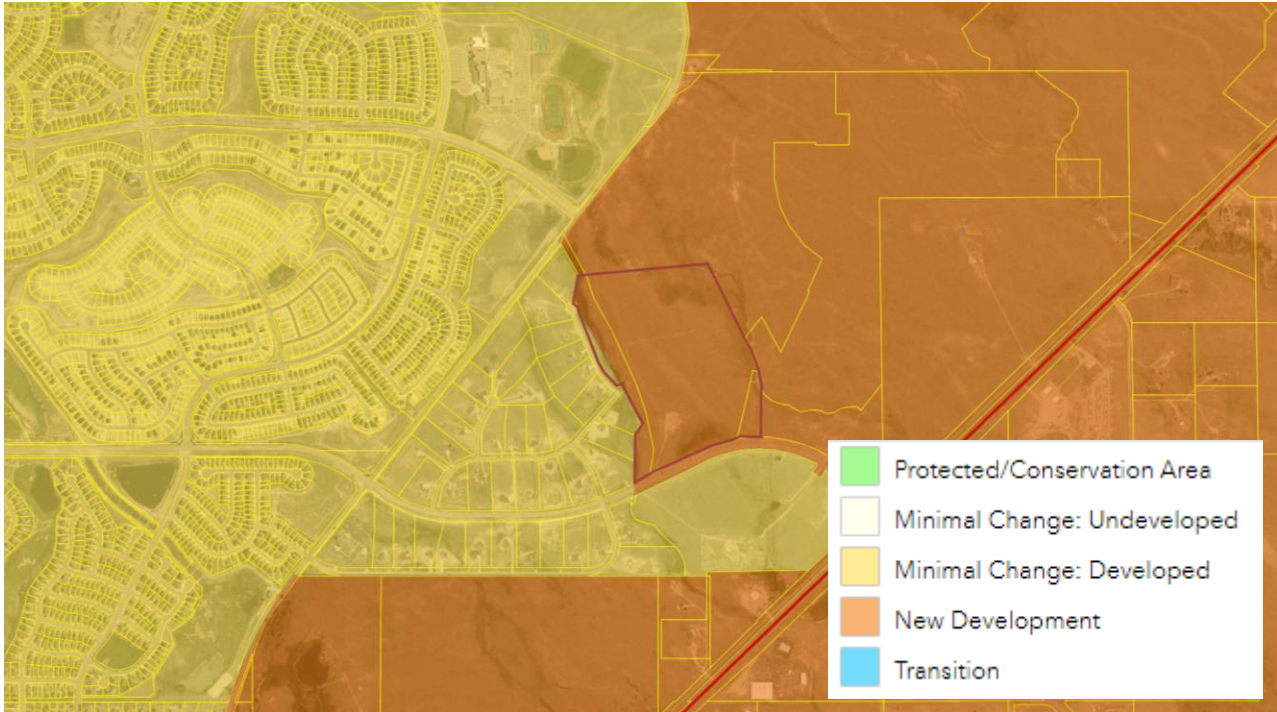 Protected/Conservation Area
Minimal Change: Undeveloped
Minimal Change: Developed
New Development
Transition